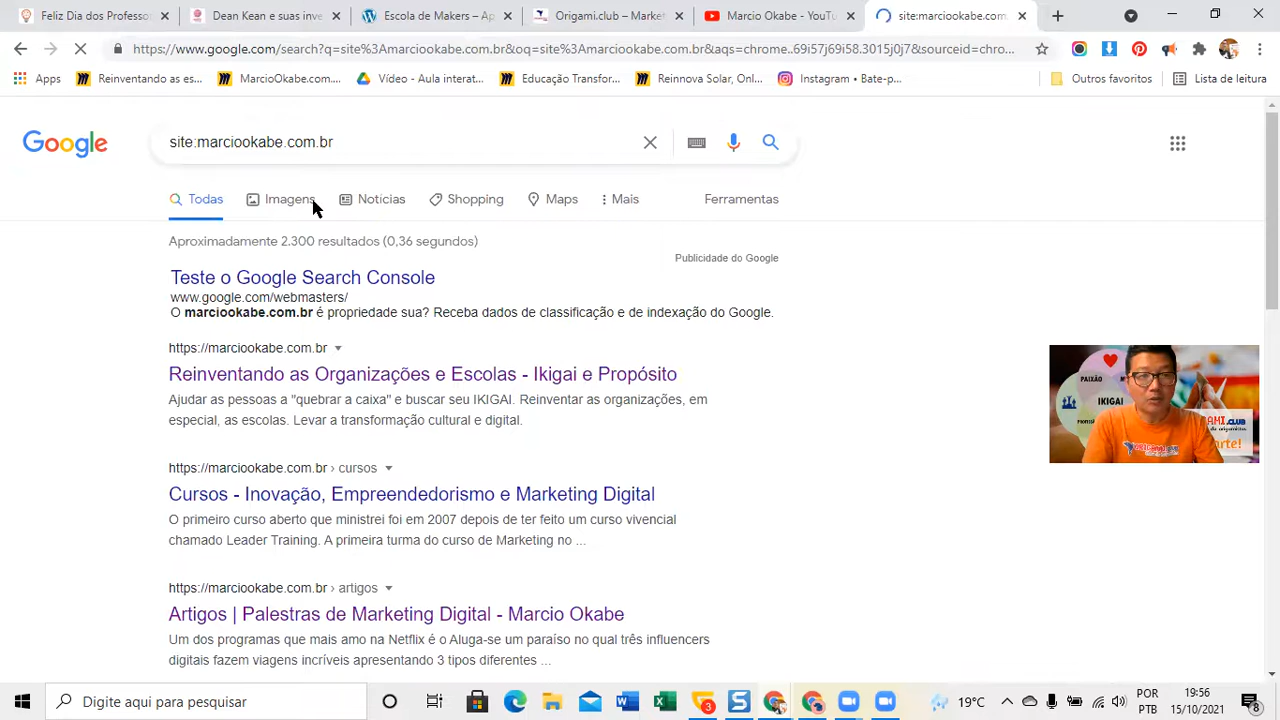 Feliz Dia dos Profess
Dean Kean e suas inve
Escola de Makers – Ap
Origami.club – Market
Marcio Okabe - YouTu
site:marciookabe.com.
https://www.google.com/search?q=site%3Amarciookabe.com.br&oq=site%3Amarciookabe.com.br&aqs=chrome..69i57j69i58.3015j0j7&sourceid=chro...
Apps
Reinventando as es...
MarcioOkabe.com....
Vídeo - Aula interat...
Educação Transfor...
Reinnova Solar, Onl...
Instagram • Bate-p...
Outros favoritos
Lista de leitura
Google
site:marciookabe.com.br
Todas
Imagens
Notícias
Shopping
Maps
Mais
Ferramentas
Aproximadamente 2.300 resultados (0,36 segundos)
Publicidade do Google
Teste o Google Search Console
www.google.com/webmasters/
O marciookabe.com.br é propriedade sua? Receba dados de classificação e de indexação do Google.
https://marciookabe.com.br
Reinventando as Organizações e Escolas - Ikigai e Propósito
Ajudar as pessoas a "quebrar a caixa" e buscar seu IKIGAI. Reinventar as organizações, em
especial, as escolas. Levar a transformação cultural e digital.
https://marciookabe.com.br › cursos
Cursos - Inovação, Empreendedorismo e Marketing Digital
O primeiro curso aberto que ministrei foi em 2007 depois de ter feito um curso vivencial
chamado Leader Training. A primeira turma do curso de Marketing no ...
https://marciookabe.com.br › artigos
Artigos | Palestras de Marketing Digital - Marcio Okabe
Um dos programas que mais amo na Netflix é o Aluga-se um paraíso no qual três influencers
digitais fazem viagens incríveis apresentando 3 tipos diferentes ...
PAIXÃO
IKIGAI
AMI.CLUB
arte!
Digite aqui para pesquisar
3
19°C
POR
PTB
19:56
15/10/2021
8